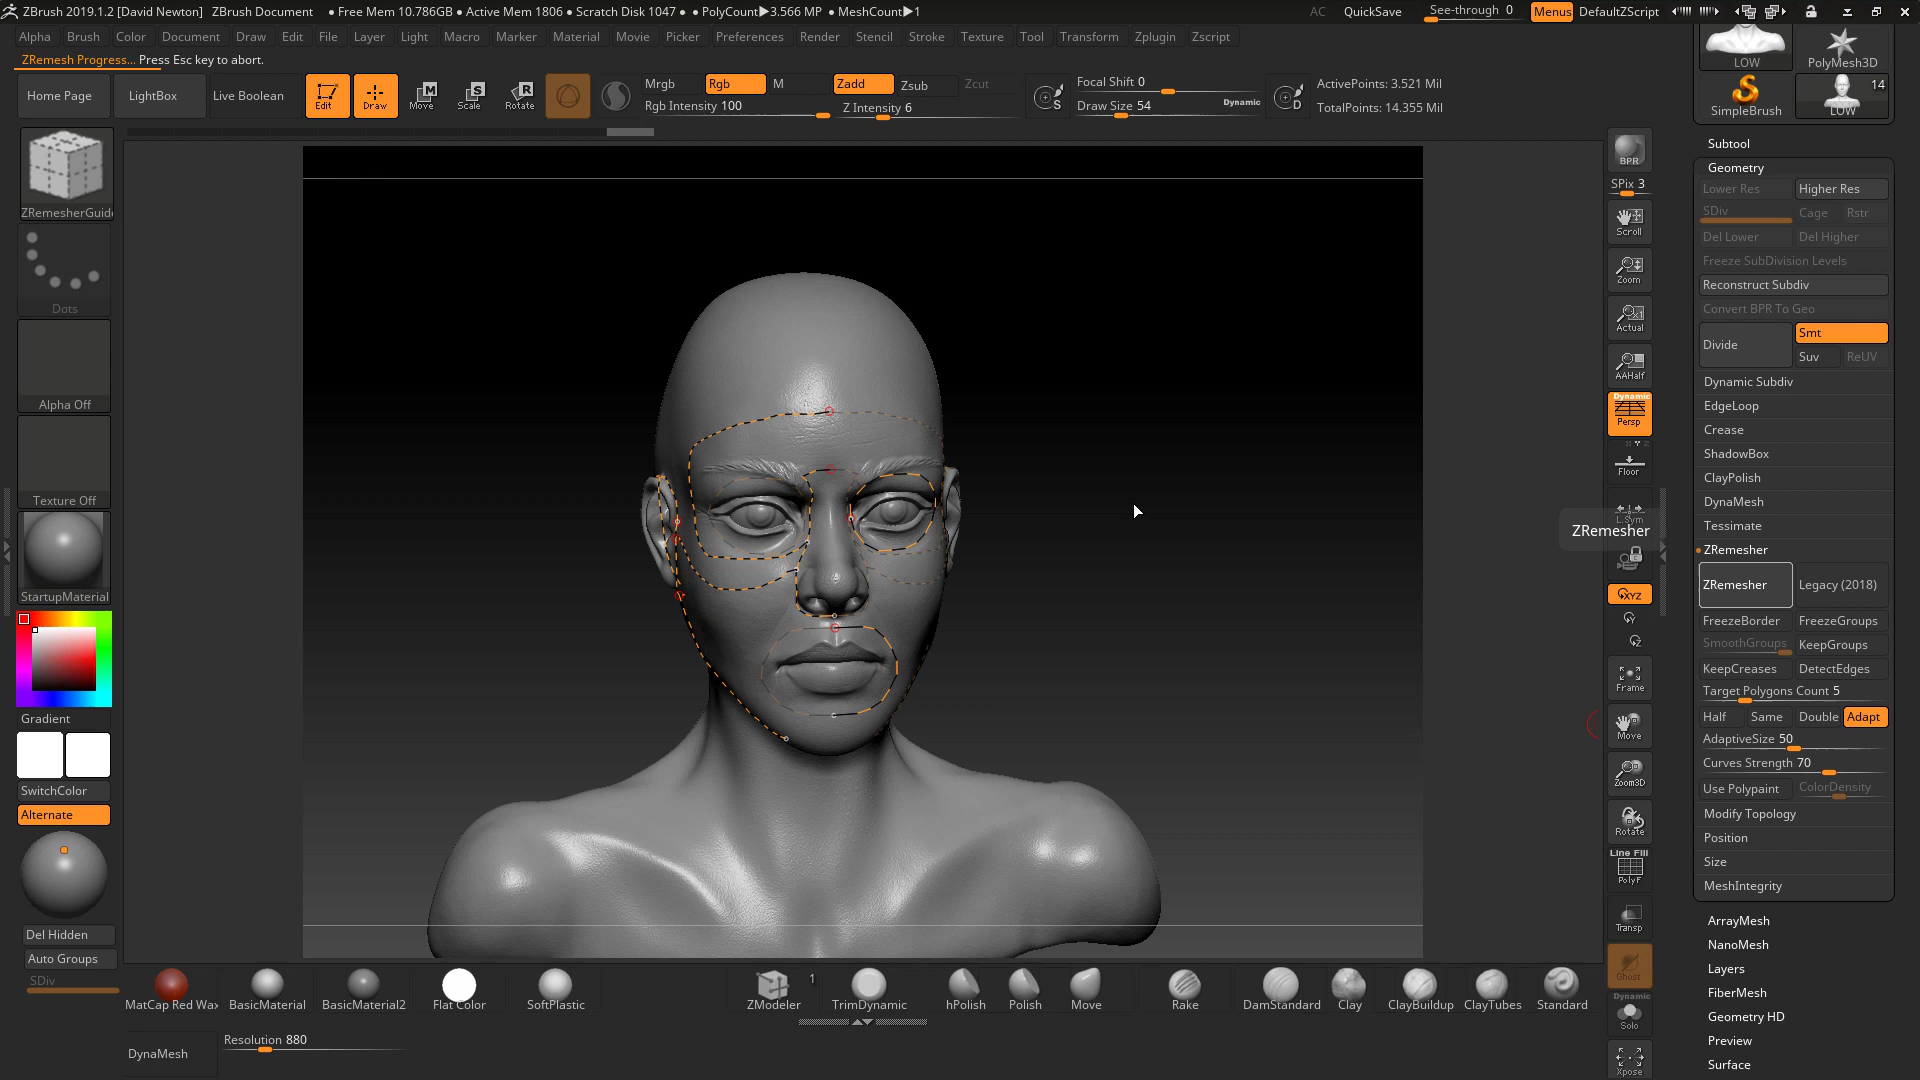 ZBrush 2019.1.2 [David Newton] ZBrush Document ● Free Mem 10.786GB ● Active Mem 1806 ● Scratch Disk 1047 ● ● PolyCount▶3.566 MP ● MeshCount▶1 AC QuickSave See-through 0 Menus DefaultZScript
Alpha Brush Color Document Draw Edit File Layer Light Macro Marker Material Movie Picker Preferences Render Stencil Stroke Texture Tool Transform Zplugin Zscript
ZRemesh Progress... Press Esc key to abort.
Home Page LightBox Live Boolean Edit Draw Move Scale Rotate
Mrgb Rgb M Zadd Zsub Zcut
Rgb Intensity 100 Z Intensity 6
Focal Shift 0
Draw Size 54 Dynamic
S D
ActivePoints: 3.521 Mil
TotalPoints: 14.355 Mil
ZRemesherGuid
Dots
Alpha Off
Texture Off
StartupMaterial
Gradient
SwitchColor
Alternate
Del Hidden
Auto Groups
SDiv
BPR
SPix 3
Scroll
Zoom
Actual
AAHalf
Dynamic
Persp
Floor
L.Sym
ZRemesher
XYZ
Y
Z
Frame
Move
Zoom3D
Rotate
Line Fill
PolyF
Transp
Ghost
Dynamic
Solo
Xpose
LOW PolyMesh3D
14
SimpleBrush LOW
Subtool
Geometry
Lower Res Higher Res
SDiv Cage Rstr
Del Lower Del Higher
Freeze SubDivision Levels
Reconstruct Subdiv
Convert BPR To Geo
Divide Smt
Suv ReUV
Dynamic Subdiv
EdgeLoop
Crease
ShadowBox
ClayPolish
DynaMesh
Tessimate
ZRemesher
ZRemesher Legacy (2018)
FreezeBorder FreezeGroups
SmoothGroups KeepGroups
KeepCreases DetectEdges
Target Polygons Count 5
Half Same Double Adapt
AdaptiveSize 50
Curves Strength 70
Use Polypaint ColorDensity
Modify Topology
Position
Size
MeshIntegrity
ArrayMesh
NanoMesh
Layers
FiberMesh
Geometry HD
Preview
Surface
MatCap Red Wax BasicMaterial BasicMaterial2 Flat Color SoftPlastic ZModeler 1 TrimDynamic hPolish Polish Move Rake DamStandard Clay ClayBuildup ClayTubes Standard
DynaMesh Resolution 880